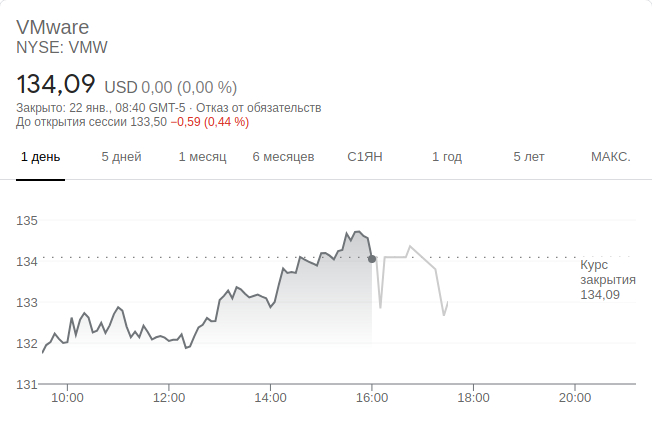 VMware
NYSE: VMW
134,09 USD 0,00 (0,00 %)
Закрыто: 22 янв., 08:40 GMT-5 · Отказ от обязательств
До открытия сессии 133,50 −0,59 (0,44 %)
1 день 5 дней 1 месяц 6 месяцев С1ЯН 1 год 5 лет МАКС.
135
134
133
132
131
Курс
закрытия
134,09
10:00 12:00 14:00 16:00 18:00 20:00